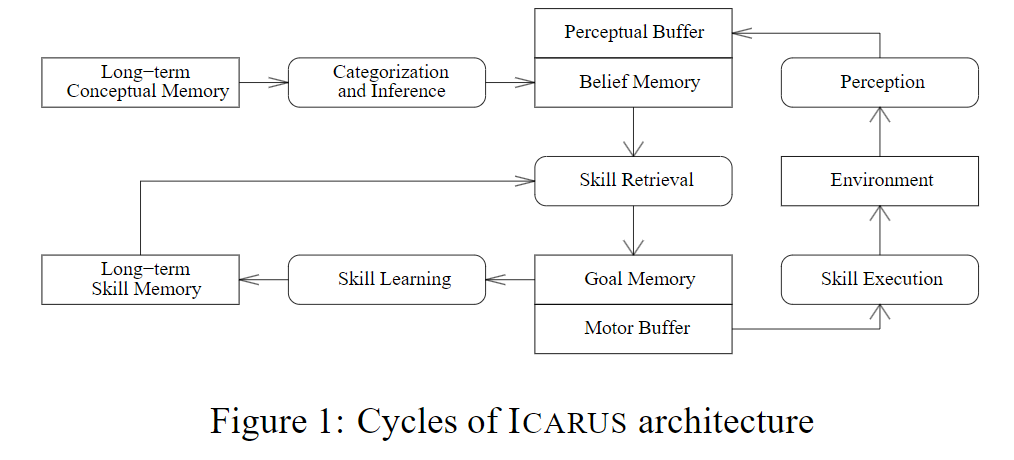 Perceptual Buffer
Long−term
Conceptual Memory
Categorization
and Inference
Belief Memory
Perception
Skill Retrieval
Environment
Long−term
Skill Memory
Skill Learning
Goal Memory
Skill Execution
Motor Buffer
Figure 1: Cycles of ICARUS architecture